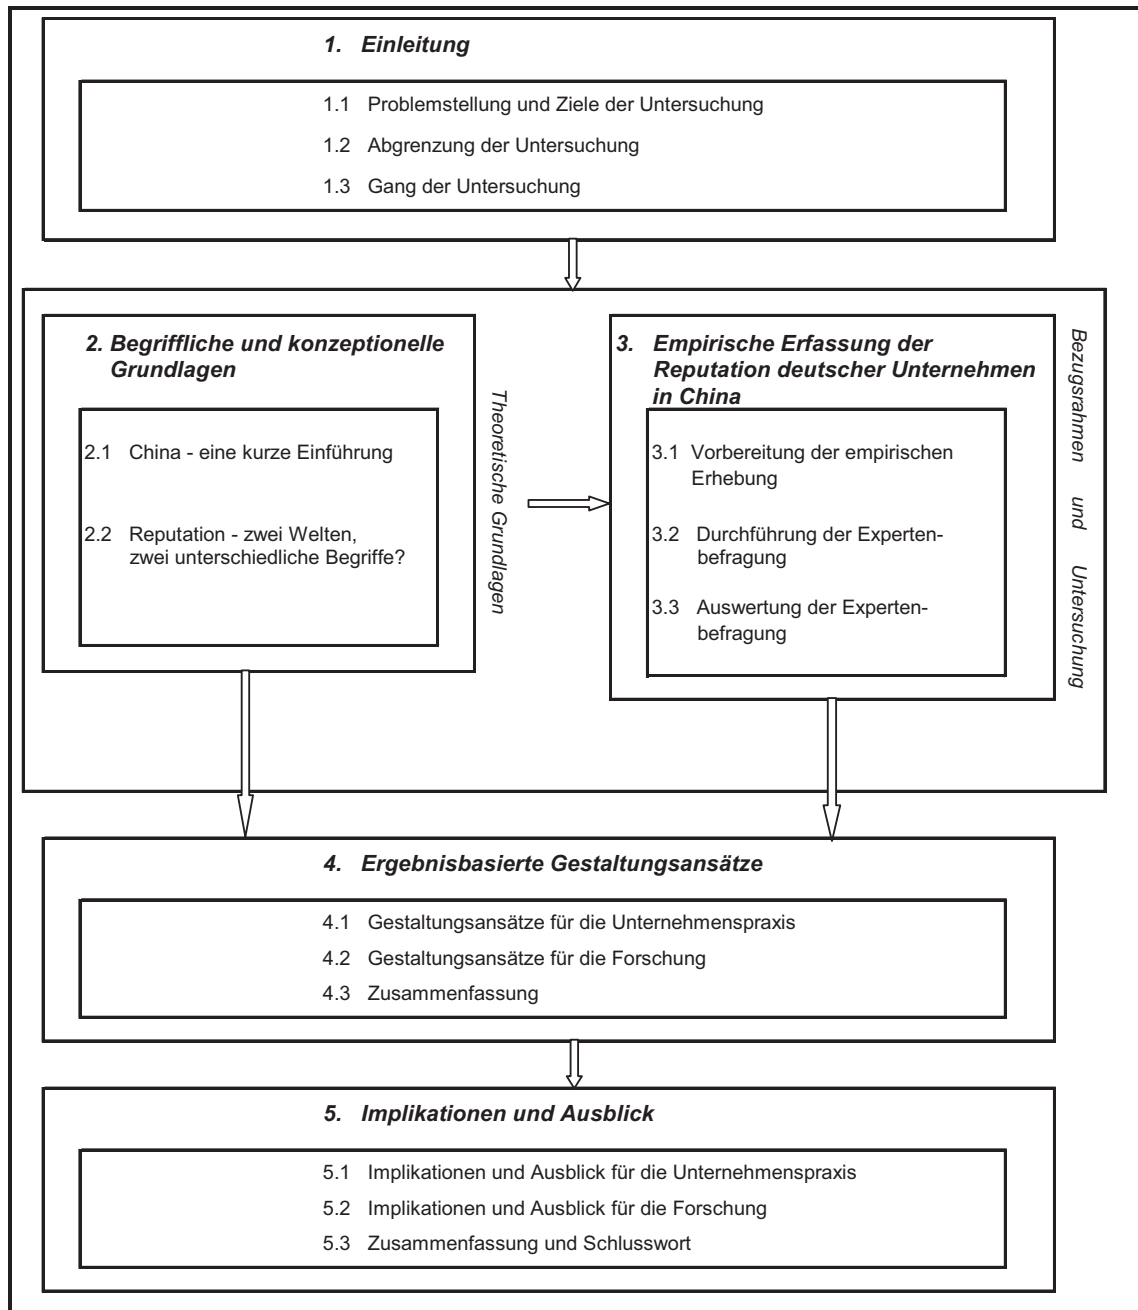 1. Einleitung
1.1 Problemstellung und Ziele der Untersuchung
1.2 Abgrenzung der Untersuchung
1.3 Gang der Untersuchung
2. Begriffliche und konzeptionelle
Grundlagen
2.1 China - eine kurze Einführung
2.2 Reputation - zwei Welten,
zwei unterschiedliche Begriffe?
Theoretische Grundlagen
3. Empirische Erfassung der
Reputation deutscher Unternehmen
in China
3.1 Vorbereitung der empirischen
Erhebung
3.2 Durchführung der Experten-
befragung
3.3 Auswertung der Experten-
befragung
Bezugsrahmen und Untersuchung
4. Ergebnisbasierte Gestaltungsansätze
4.1 Gestaltungsansätze für die Unternehmenspraxis
4.2 Gestaltungsansätze für die Forschung
4.3 Zusammenfassung
5. Implikationen und Ausblick
5.1 Implikationen und Ausblick für die Unternehmenspraxis
5.2 Implikationen und Ausblick für die Forschung
5.3 Zusammenfassung und Schlusswort